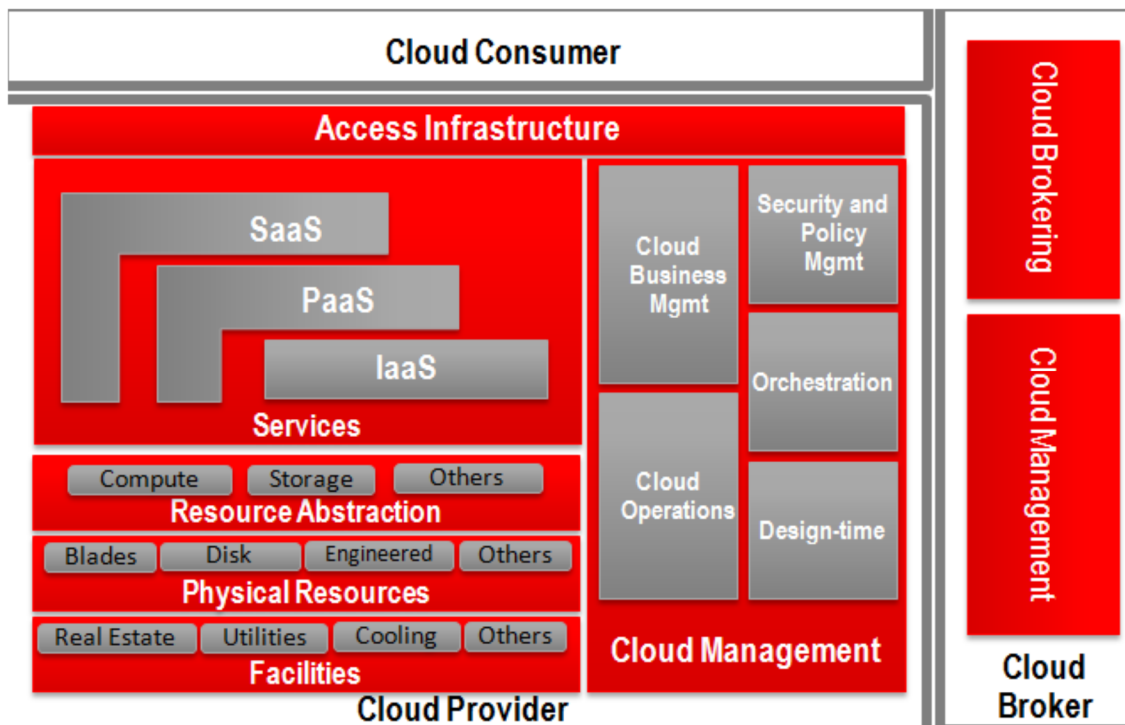 Cloud Consumer
Access Infrastructure
SaaS
PaaS
IaaS
Services
Compute
Storage
Others
Resource Abstraction
Blades
Disk
Engineered
Others
Physical Resources
Real Estate
Utilities
Cooling
Others
Facilities
Cloud
Business
Mgmt
Cloud
Operations
Security and
Policy
Mgmt
Orchestration
Design-time
Cloud Management
Cloud Provider
Cloud Brokering
Cloud Management
Cloud
Broker